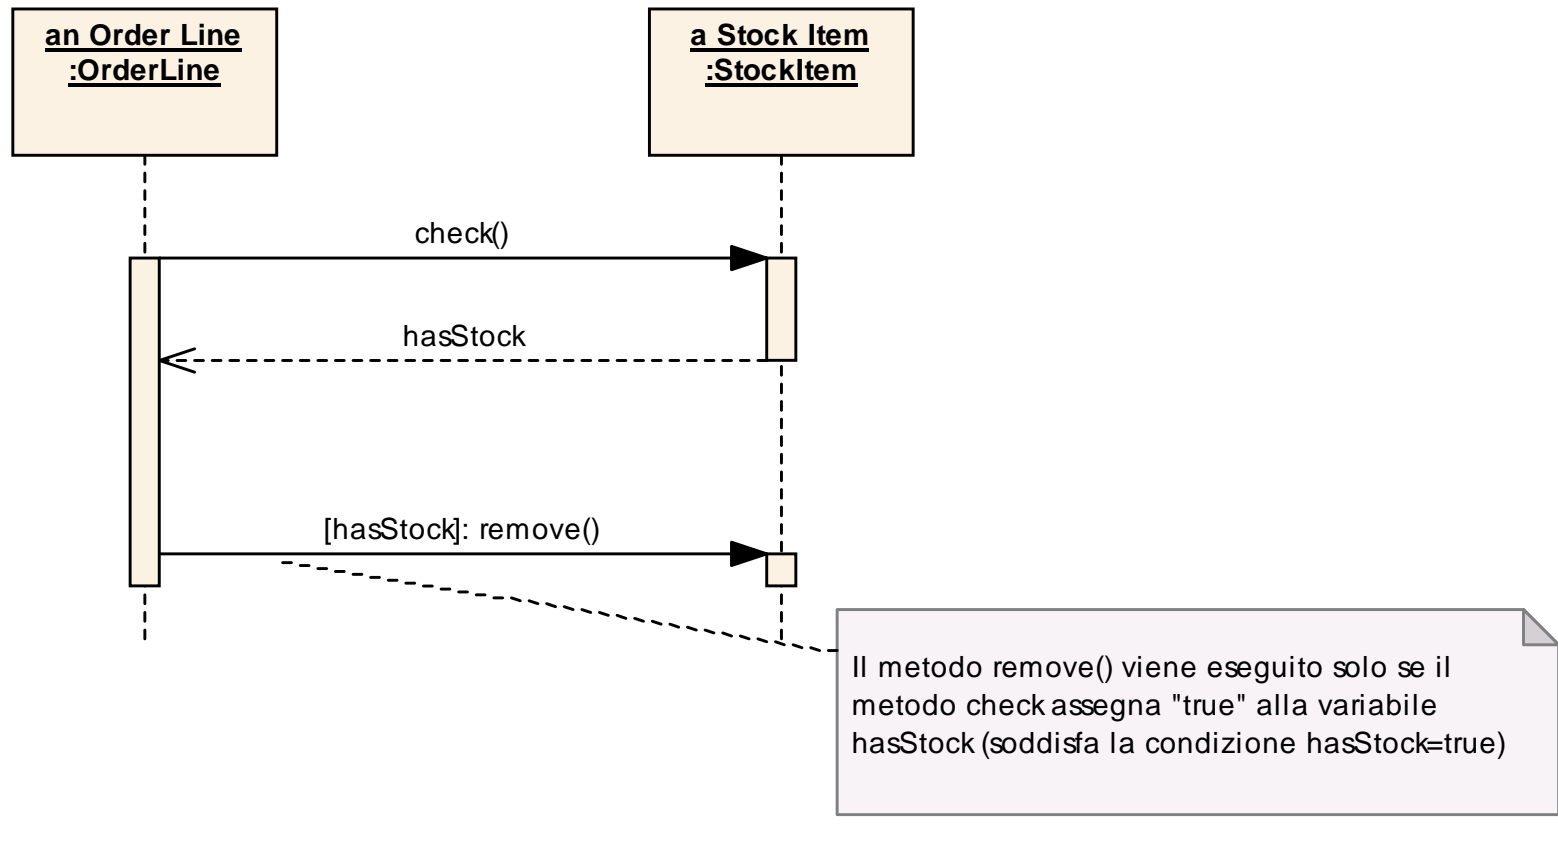 an Order Line
:OrderLine
a Stock Item
:StockItem
check()
hasStock
[hasStock]: remove()
Il metodo remove() viene eseguito solo se il
metodo check assegna "true" alla variabile
hasStock (soddisfa la condizione hasStock=true)